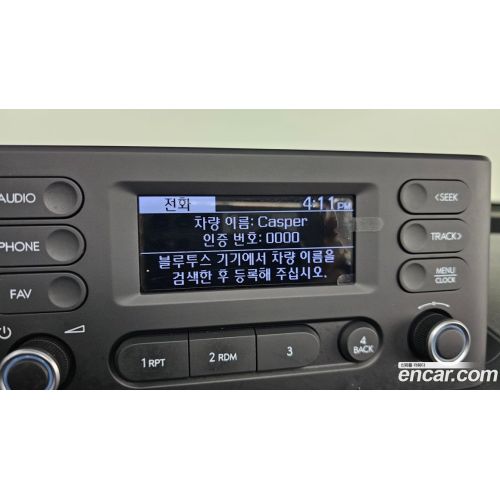 AUDIO
전화 4:11 PM
<SEEK
차량 이름: Casper
인증 번호: 0000
PHONE
TRACK>
블루투스 기기에서 차량 이름을
검색한 후 등록해 주십시오.
FAV
MENU
CLOCK
1 RPT
2 RDM
3
4
BACK
encar.com